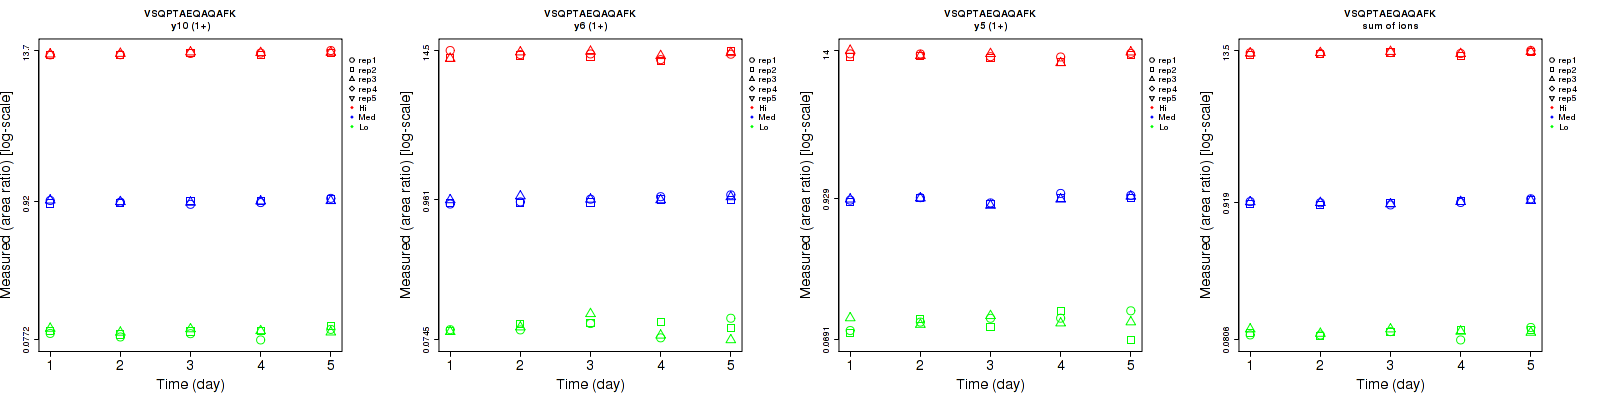 VSQPTAEQAQAFK
y10 (1+)
Measured (area ratio) [log-scale]
13.7
0.92
0.0772
1 2 3 4 5
Time (day)
rep1
rep2
rep3
rep4
rep5
Hi
Med
Lo
VSQPTAEQAQAFK
y6 (1+)
Measured (area ratio) [log-scale]
14.5
0.961
0.0745
1 2 3 4 5
Time (day)
rep1
rep2
rep3
rep4
rep5
Hi
Med
Lo
VSQPTAEQAQAFK
y5 (1+)
Measured (area ratio) [log-scale]
14
0.929
0.0691
1 2 3 4 5
Time (day)
rep1
rep2
rep3
rep4
rep5
Hi
Med
Lo
VSQPTAEQAQAFK
sum of ions
Measured (area ratio) [log-scale]
13.5
0.919
0.0806
1 2 3 4 5
Time (day)
rep1
rep2
rep3
rep4
rep5
Hi
Med
Lo